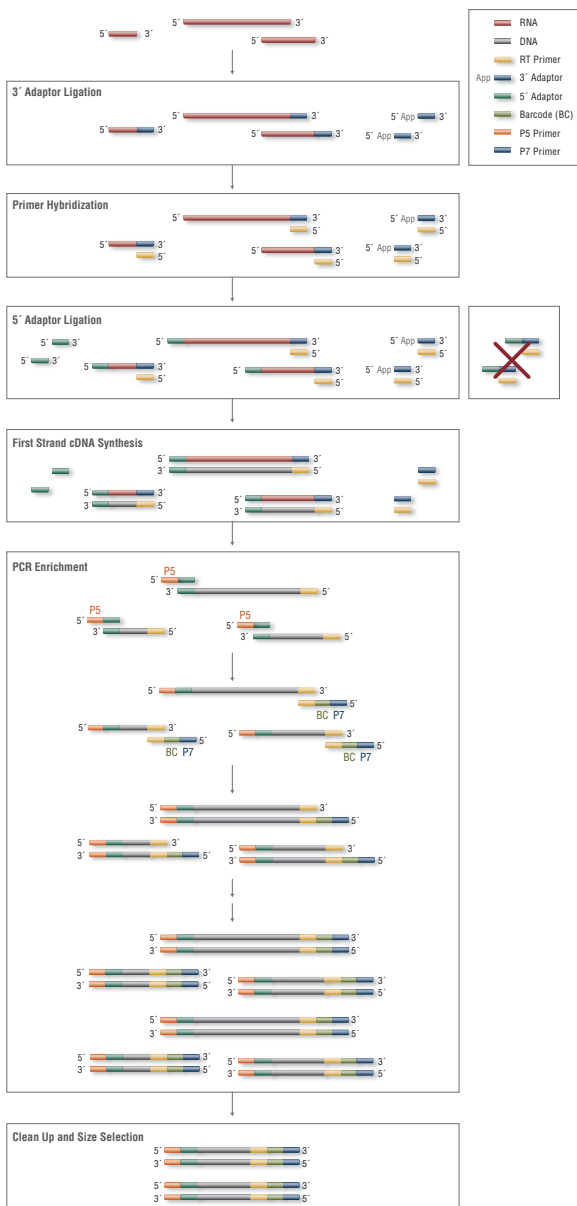 5´ 3´
5´ 3´
5´ 3´
RNA
DNA
RT Primer
App 3´ Adaptor
5´ Adaptor
Barcode (BC)
P5 Primer
P7 Primer
3´ Adaptor Ligation
5´ 3´
5´ App 3´
5´ 3´
5´ 3´
5´ App 3´
Primer Hybridization
5´ 3´
5´ App 3´
5´
5´
5´ 3´
5´ 3´
5´ App 3´
5´
5´
5´
5´ Adaptor Ligation
5´ 3´
5´ 3´
5´ App 3´
5´
5´
5´ 3´
5´ 3´
5´ 3´
5´ App 3´
5´
5´
5´
First Strand cDNA Synthesis
5´ 3´
3´ 5´
5´ 3´
3 5´
5´ 3´
3´ 5´
PCR Enrichment
P5
5´
3´ 5´
P5
5´
3´ 5´
P5
5´
3´ 5´
5´ 3´
5´
BC P7
5´ 3´
5´
BC P7
5´ 3´
5´
BC P7
5´ 3´
3´ 5´
5´ 3´
3´ 5´
5´ 3´
3´ 5´
5´ 3´
3´ 5´
5´ 3´
3´ 5´
5´ 3´
3´ 5´
5´ 3´
3´ 5´
5´ 3´
3´ 5´
5´ 3´
3´ 5´
Clean Up and Size Selection
5´ 3´
3´ 5´
5´ 3´
3´ 5´